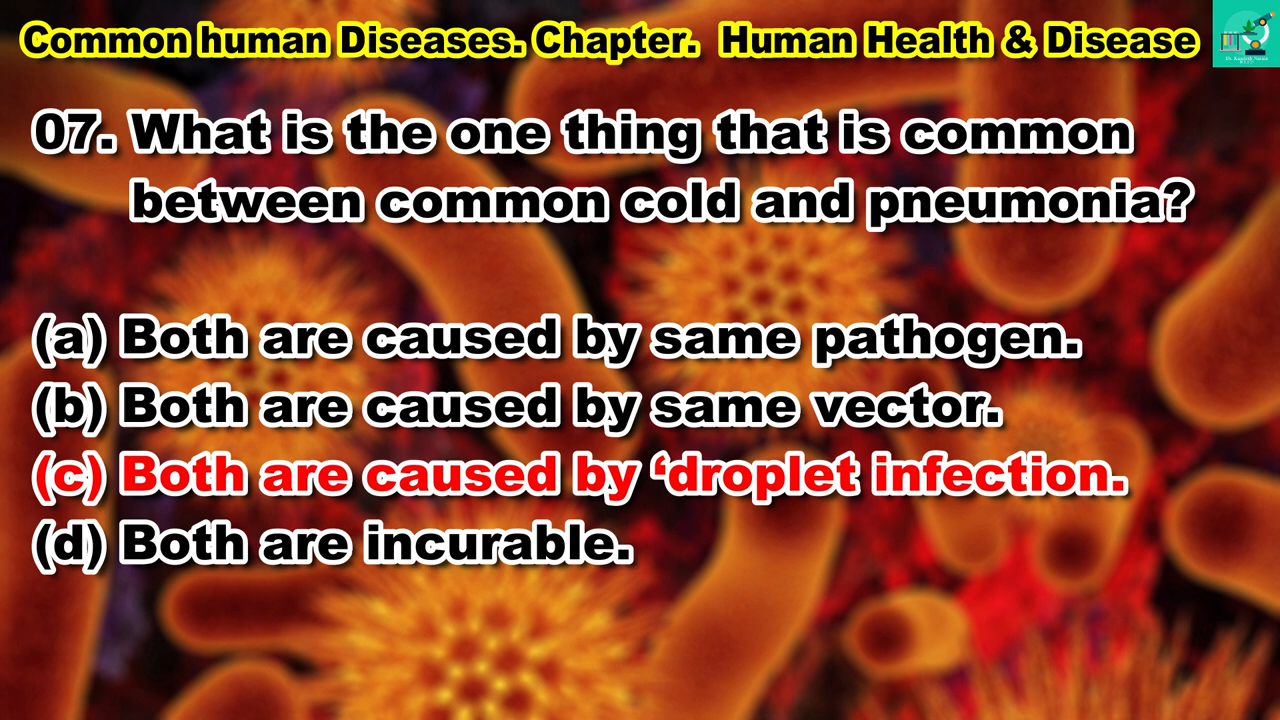 Common human Diseases. Chapter. Human Health & Disease
07. What is the one thing that is common
between common cold and pneumonia?
(a) Both are caused by same pathogen.
(b) Both are caused by same vector.
(c) Both are caused by ‘droplet infection.
(d) Both are incurable.